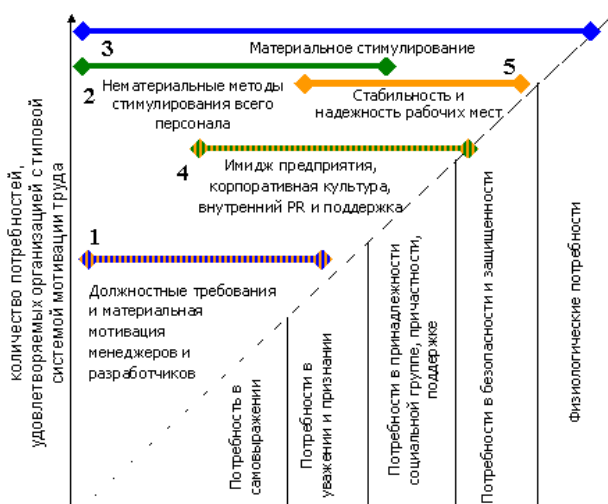 количество потребностей,
удовлетворяемых организацией с типовой
системой мотивации труда
3
Материальное стимулирование
2
Нематериальные методы
стимулирования всего
персонала
5
Стабильность и
надежность рабочих мест
4
Имидж предприятия,
корпоративная культура,
внутренний PR и поддержка
1
Должностные требования
и материальная
мотивация
менеджеров и
разработчиков
Потребность в
самовыражении
Потребности в
уважении и признании
Потребности в принадлежности
социальной группе, причастности,
поддержке
Потребности в безопасности и защищенности
Физиологические потребности